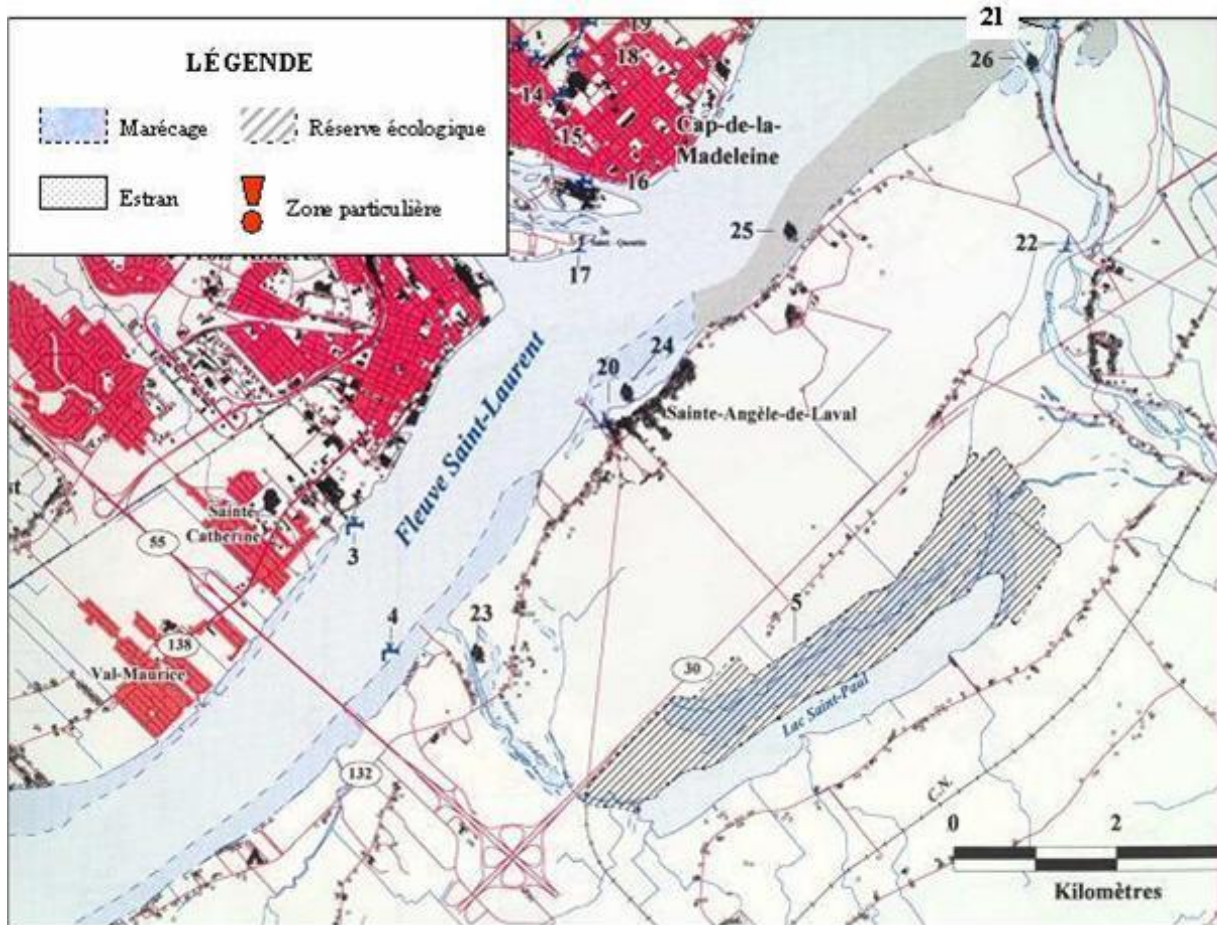 21
LÉGENDE
Marécage
Réserve écologique
Estran
Zone particulière
19
18
14
15
16
17
26
Cap-de-la-
Madeleine
25
22
Fleuve Saint-Laurent
20
24
Sainte-Angèle-de-Laval
Sainte-
Catherine
55
3
138
Val-Maurice
4
23
5
30
Lac Saint-Paul
132
C.N.
0
2
Kilomètres